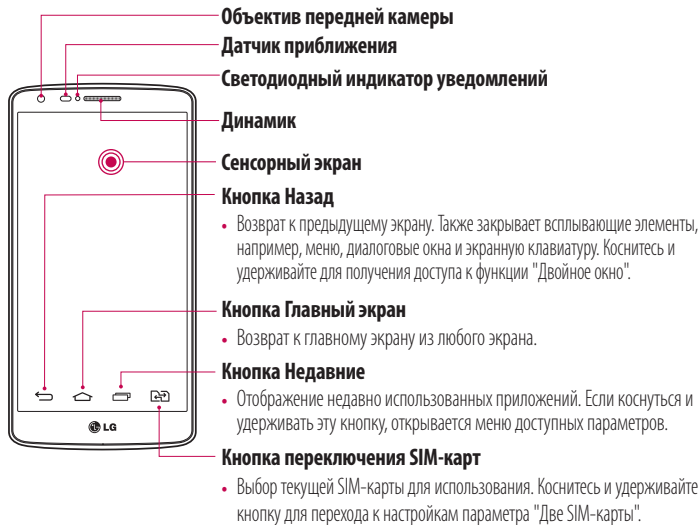 Объектив передней камеры
Датчик приближения
Светодиодный индикатор уведомлений
Динамик
Сенсорный экран
Кнопка Назад
• Возврат к предыдущему экрану. Также закрывает всплывающие элементы,
например, меню, диалоговые окна и экранную клавиатуру. Коснитесь и
удерживайте для получения доступа к функции "Двойное окно".
Кнопка Главный экран
• Возврат к главному экрану из любого экрана.
Кнопка Недавние
• Отображение недавно использованных приложений. Если коснуться и
удерживать эту кнопку, открывается меню доступных параметров.
Кнопка переключения SIM-карт
• Выбор текущей SIM-карты для использования. Коснитесь и удерживайте
кнопку для перехода к настройкам параметра "Две SIM-карты".
LG